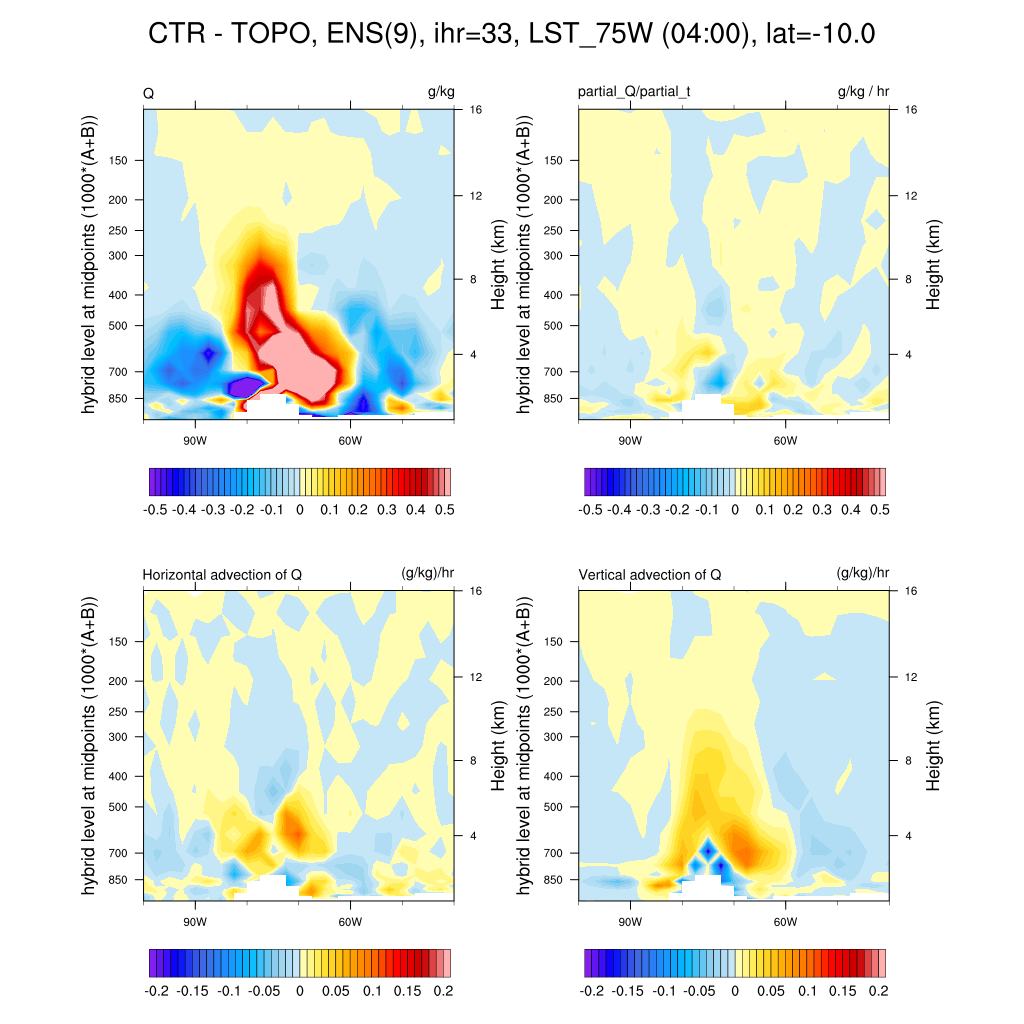 CTR - TOPO, ENS(9), ihr=33, LST_75W (04:00), lat=-10.0
Q g/kg
hybrid level at midpoints (1000*(A+B))
150
200
250
300
400
500
700
850
16
12
8
4
Height (km)
90W 60W
-0.5 -0.4 -0.3 -0.2 -0.1 0 0.1 0.2 0.3 0.4 0.5
partial_Q/partial_t g/kg / hr
hybrid level at midpoints (1000*(A+B))
150
200
250
300
400
500
700
850
16
12
8
4
Height (km)
90W 60W
-0.5 -0.4 -0.3 -0.2 -0.1 0 0.1 0.2 0.3 0.4 0.5
Horizontal advection of Q (g/kg)/hr
hybrid level at midpoints (1000*(A+B))
150
200
250
300
400
500
700
850
16
12
8
4
Height (km)
90W 60W
-0.2 -0.15 -0.1 -0.05 0 0.05 0.1 0.15 0.2
Vertical advection of Q (g/kg)/hr
hybrid level at midpoints (1000*(A+B))
150
200
250
300
400
500
700
850
16
12
8
4
Height (km)
90W 60W
-0.2 -0.15 -0.1 -0.05 0 0.05 0.1 0.15 0.2